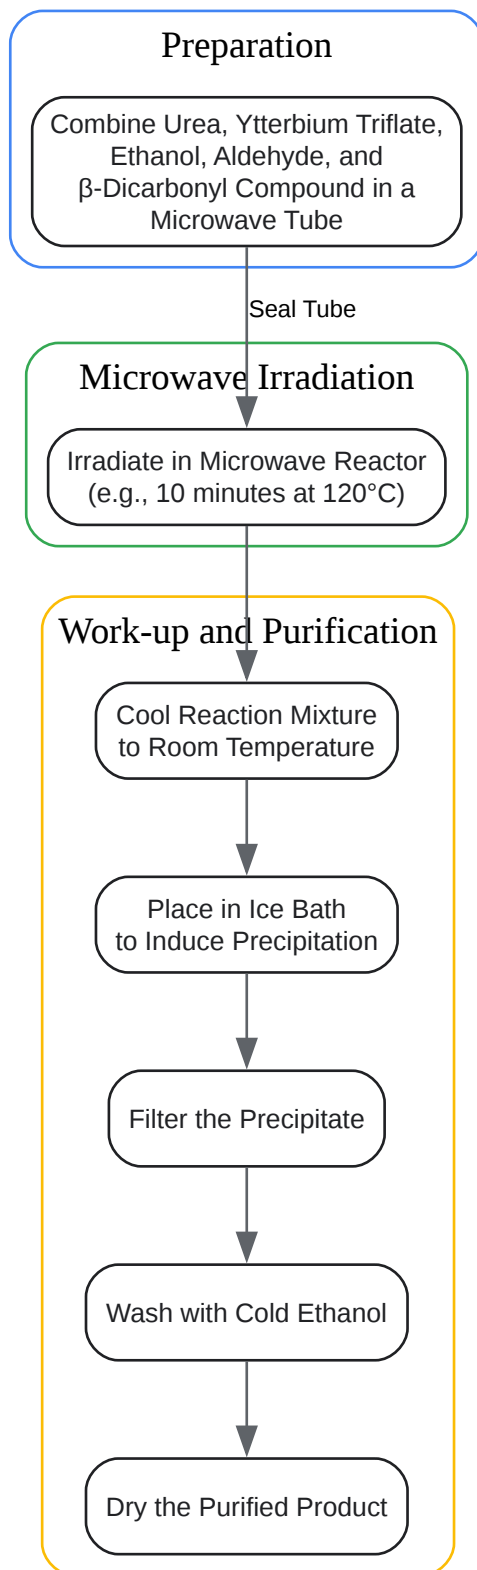 Preparation
Combine Urea, Ytterbium Triflate,
Ethanol, Aldehyde, and
β-Dicarbonyl Compound in a
Microwave Tube
Seal Tube
Microwave Irradiation
Irradiate in Microwave Reactor
(e.g., 10 minutes at 120°C)
Work-up and Purification
Cool Reaction Mixture
to Room Temperature
Place in Ice Bath
to Induce Precipitation
Filter the Precipitate
Wash with Cold Ethanol
Dry the Purified Product